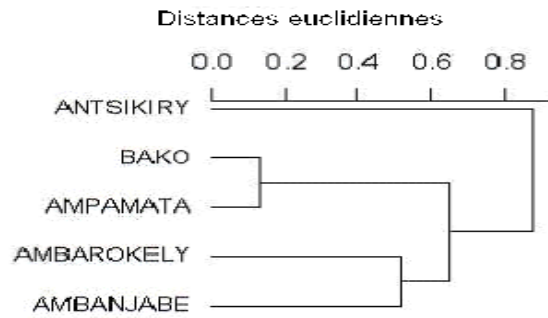 Distances euclidiennes
0.0 0.2 0.4 0.6 0.8
ANTSIKIRY
BAKO
AMPAMATA
AMBAROKELY
AMBANJABE